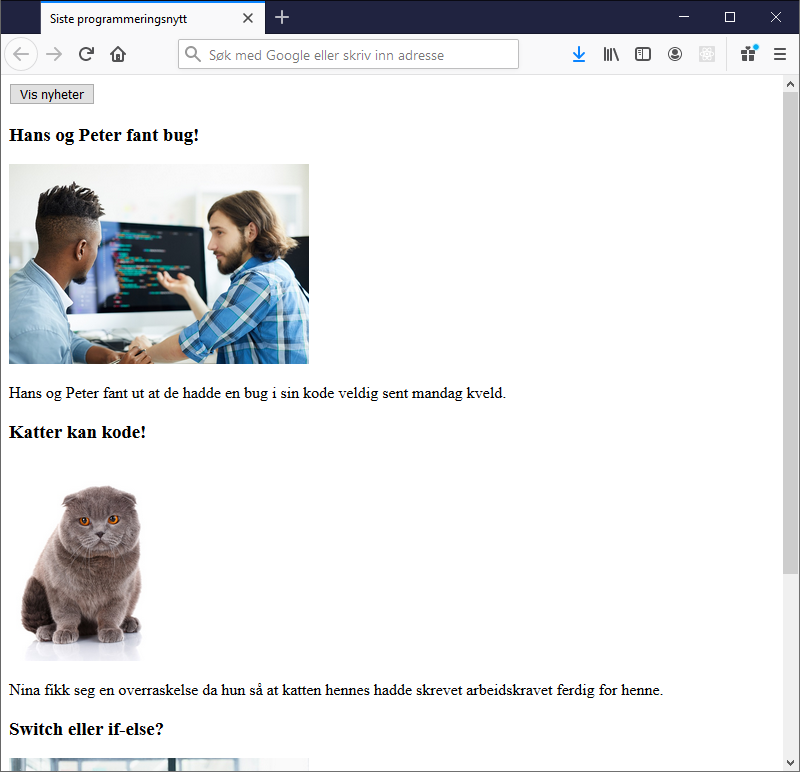 Siste programmeringsnytt
Søk med Google eller skriv inn adresse
Vis nyheter
Hans og Peter fant bug!
Hans og Peter fant ut at de hadde en bug i sin kode veldig sent mandag kveld.
Katter kan kode!
Nina fikk seg en overraskelse da hun så at katten hennes hadde skrevet arbeidskravet ferdig for henne.
Switch eller if-else?